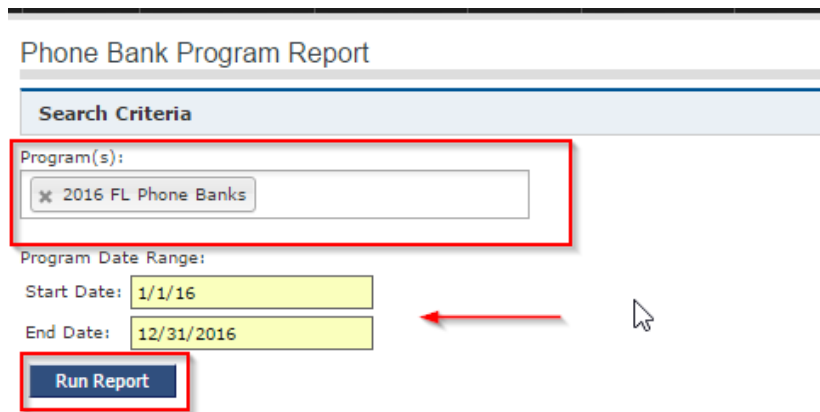 Phone Bank Program Report
Search Criteria
Program(s):
2016 FL Phone Banks
Program Date Range:
Start Date: 1/1/16
End Date: 12/31/2016
Run Report